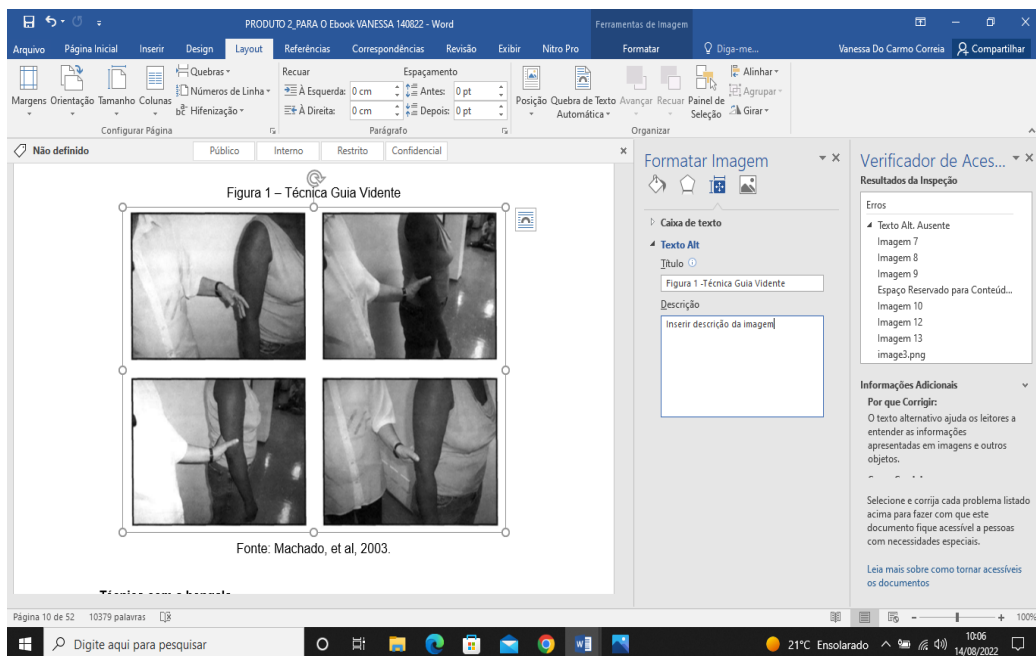 PRODUTO 2_PARA O Ebook VANESSA 140822 - Word
Ferramentas de Imagem
Arquivo Página Inicial Inserir Design Layout Referências Correspondências Revisão Exibir Nitro Pro Formatar Diga-me... Vanessa Do Carmo Correia Compartilhar
Margens Orientação Tamanho Colunas
Quebras
Números de Linha
Hifenização
Configurar Página
Recuar Espaçamento
À Esquerda: 0 cm Antes: 0 pt
À Direita: 0 cm Depois: 0 pt
Parágrafo
Posição Quebra de Texto Automática Avançar Recuar Painel de Seleção
Alinhar
Agrupar
Girar
Organizar
Não definido Público Interno Restrito Confidencial
Figura 1 – Técnica Guia Vidente
Fonte: Machado, et al, 2003.
Técnica com a bengala
Formatar Imagem
Caixa de texto
Texto Alt
Título
Figura 1 -Técnica Guia Vidente
Descrição
Inserir descrição da imagem
Verificador de Aces...
Resultados da Inspeção
Erros
Texto Alt. Ausente
Imagem 7
Imagem 8
Imagem 9
Espaço Reservado para Conteúd...
Imagem 10
Imagem 12
Imagem 13
image3.png
Informações Adicionais
Por que Corrigir:
O texto alternativo ajuda os leitores a
entender as informações
apresentadas em imagens e outros
objetos.
Selecione e corrija cada problema listado
acima para fazer com que este
documento fique acessível a pessoas
com necessidades especiais.
Leia mais sobre como tornar acessíveis
os documentos
Página 10 de 52 10379 palavras
100%
Digite aqui para pesquisar
21°C Ensolarado
10:06
14/08/2022